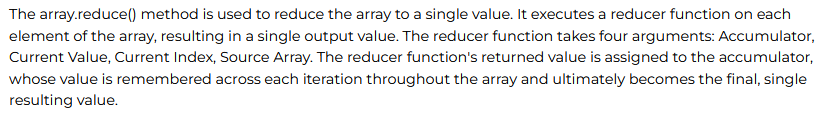 The array.reduce() method is used to reduce the array to a single value. It executes a reducer function on each
element of the array, resulting in a single output value. The reducer function takes four arguments: Accumulator,
Current Value, Current Index, Source Array. The reducer function's returned value is assigned to the accumulator,
whose value is remembered across each iteration throughout the array and ultimately becomes the final, single
resulting value.